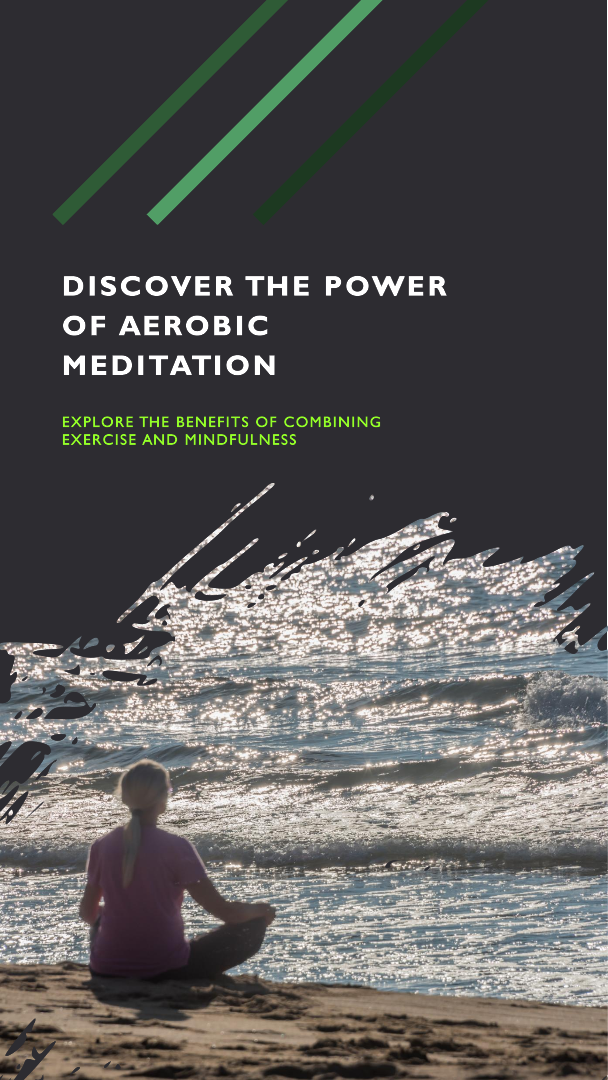 DISCOVER THE POWER
OF AEROBIC
MEDITATION
EXPLORE THE BENEFITS OF COMBINING
EXERCISE AND MINDFULNESS